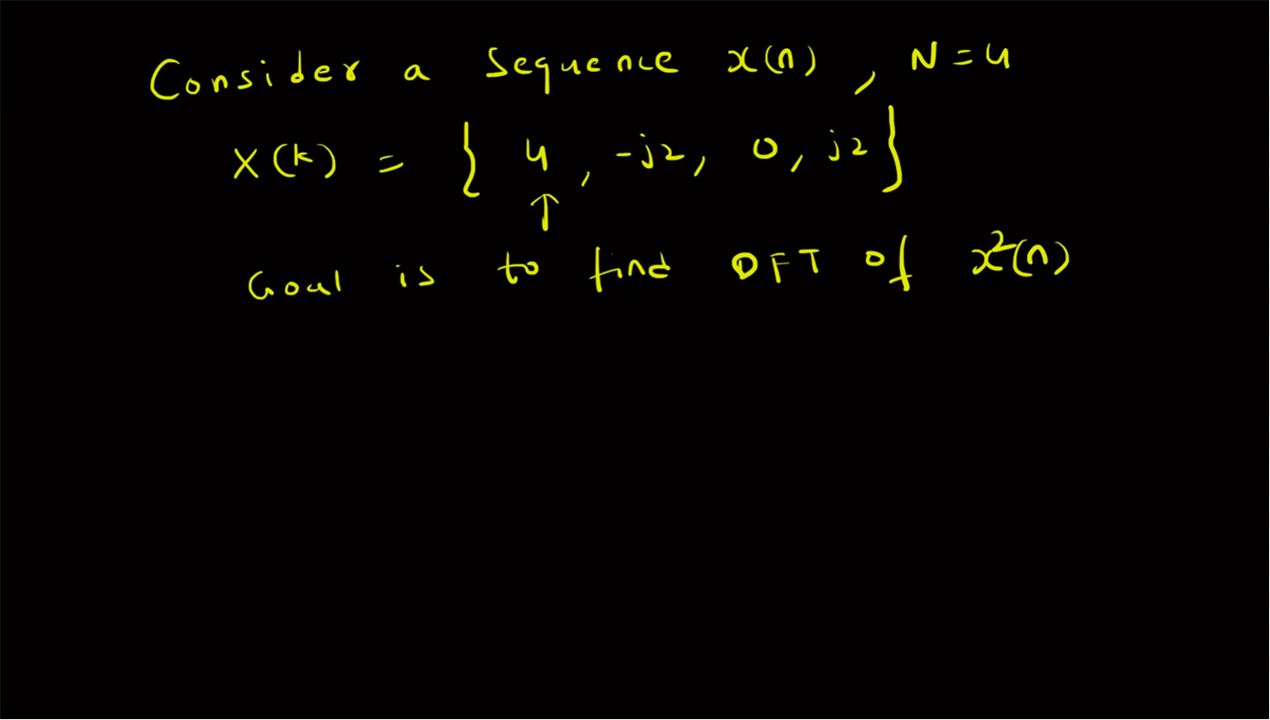 Consider a sequence x(n), N = 4
X(k) = { 4, -j2, 0, j2}
↑
Goal is to find DFT of x²(n)